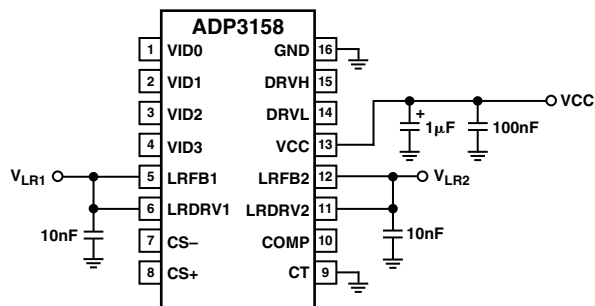 ADP3158
1 VID0 GND 16
2 VID1 DRVH 15
3 VID2 DRVL 14
4 VID3 VCC 13
+ 1μF 100nF VCC
VLR1 5 LRFB1 LRFB2 12 VLR2
6 LRDRV1 LRDRV2 11
10nF 10nF
7 CS– COMP 10
8 CS+ CT 9